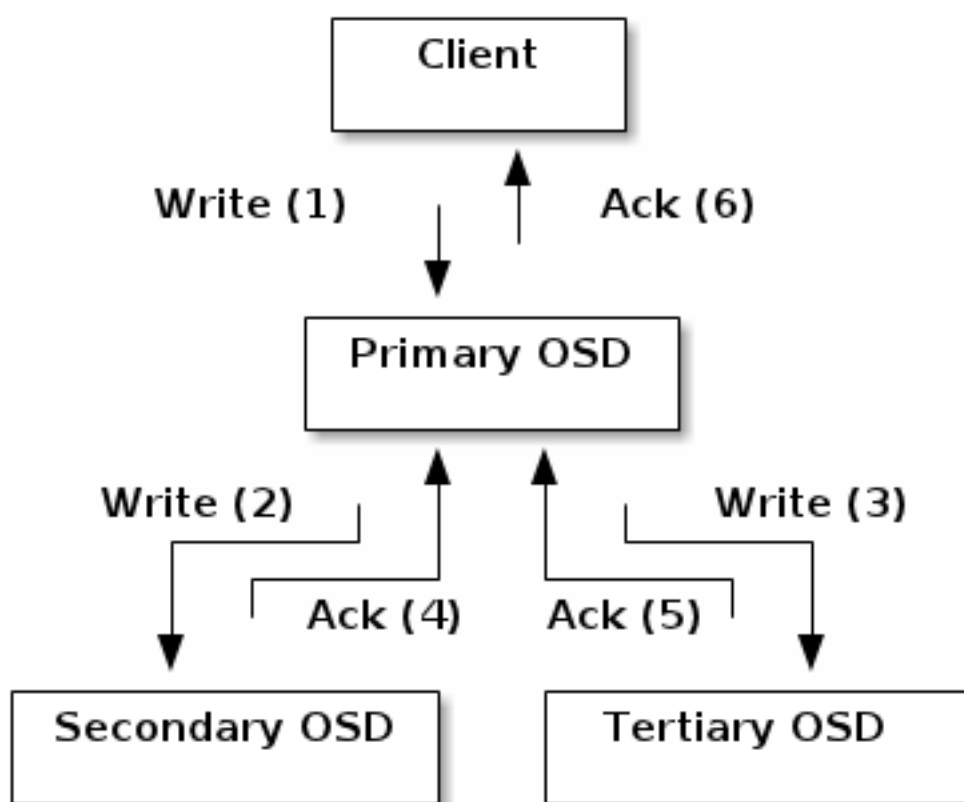 Client
Write (1)
Ack (6)
Primary OSD
Write (2)
Write (3)
Ack (4)
Ack (5)
Secondary OSD
Tertiary OSD